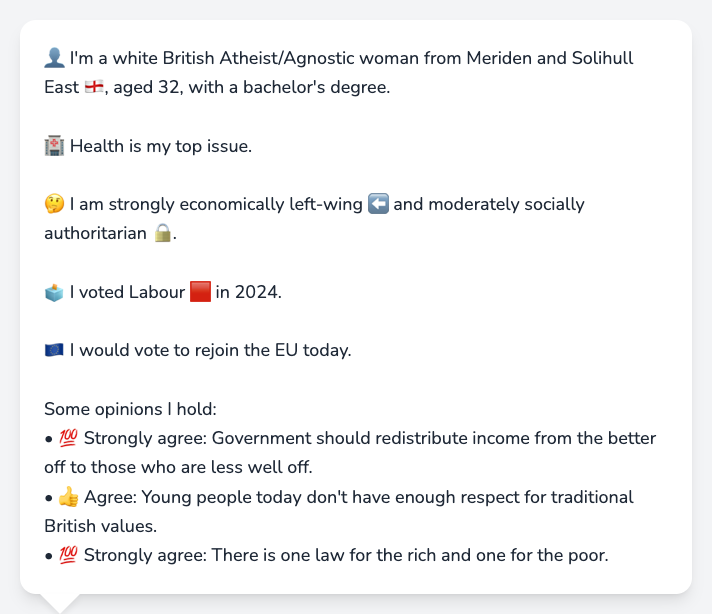 👤 I'm a white British Atheist/Agnostic woman from Meriden and Solihull
East 🏴󠁧󠁢󠁥󠁮󠁧󠁿, aged 32, with a bachelor's degree.
🏥 Health is my top issue.
🤔 I am strongly economically left-wing ⬅️ and moderately socially
authoritarian 🔒.
🗳️ I voted Labour 🟥 in 2024.
🇪🇺 I would vote to rejoin the EU today.
Some opinions I hold:
• 💯 Strongly agree: Government should redistribute income from the better
off to those who are less well off.
• 👍 Agree: Young people today don't have enough respect for traditional
British values.
• 💯 Strongly agree: There is one law for the rich and one for the poor.